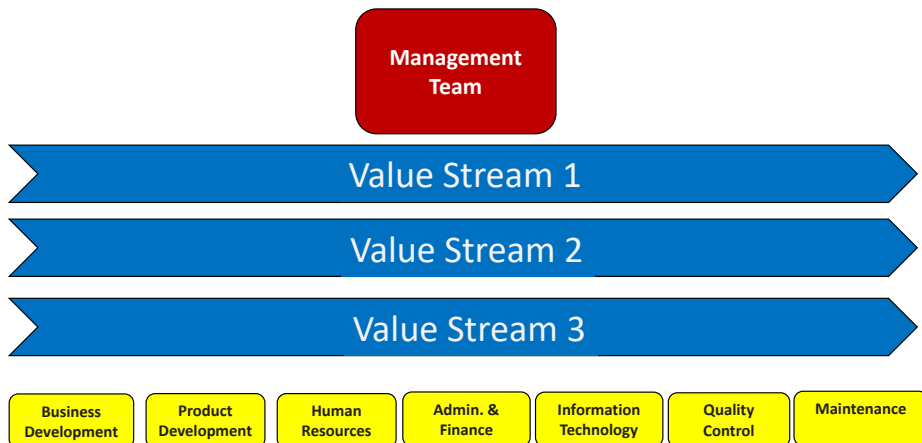 Management
Team
Value Stream 1
Value Stream 2
Value Stream 3
Business
Development
Product
Development
Human
Resources
Admin. &
Finance
Information
Technology
Quality
Control
Maintenance